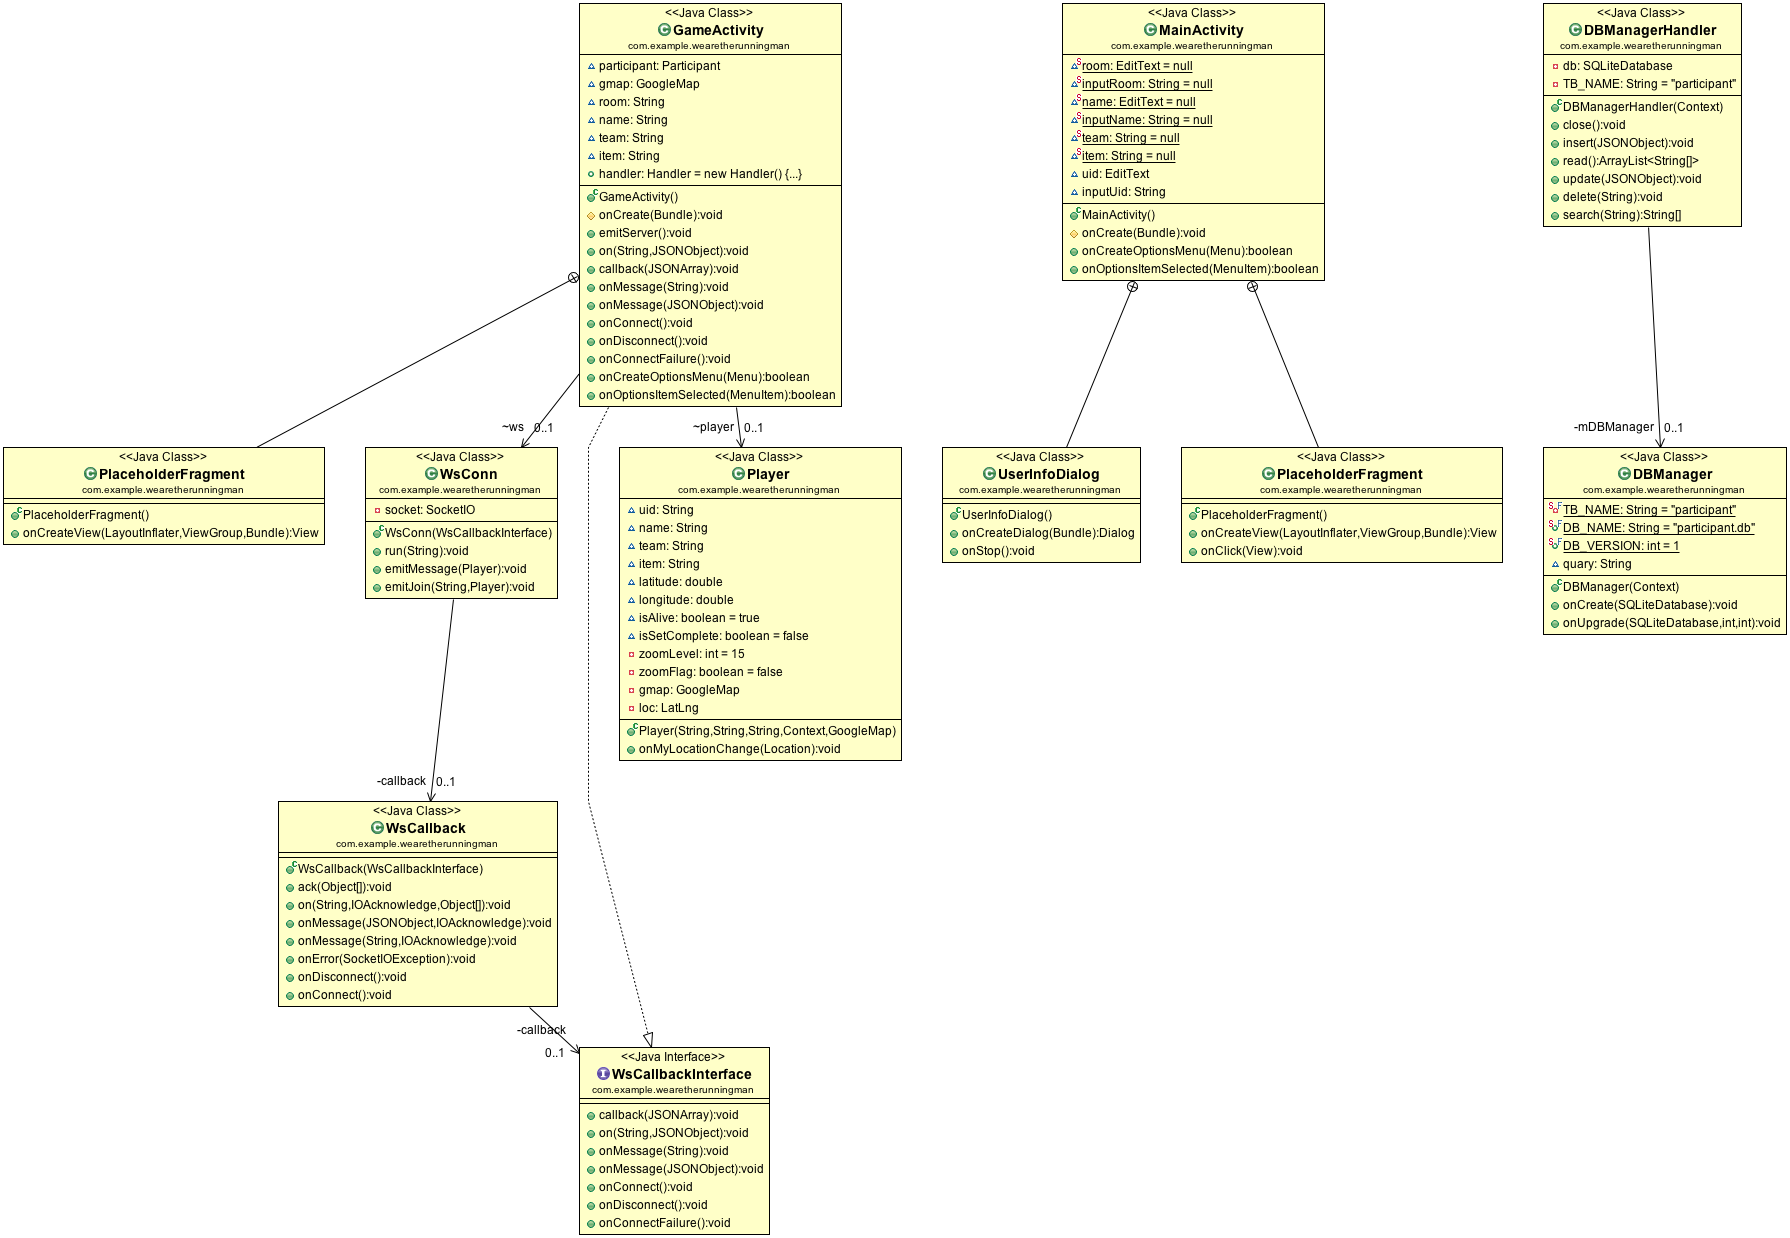 <<Java Class>>
GameActivity
com.example.wearetherunningman
participant: Participant
gmap: GoogleMap
room: String
name: String
team: String
item: String
handler: Handler = new Handler() {...}
GameActivity()
onCreate(Bundle):void
emitServer():void
on(String,JSONObject):void
callback(JSONArray):void
onMessage(String):void
onMessage(JSONObject):void
onConnect():void
onDisconnect():void
onConnectFailure():void
onCreateOptionsMenu(Menu):boolean
onOptionsItemSelected(MenuItem):boolean
<<Java Class>>
MainActivity
com.example.wearetherunningman
room: EditText = null
inputRoom: String = null
name: EditText = null
inputName: String = null
team: String = null
item: String = null
uid: EditText
inputUid: String
MainActivity()
onCreate(Bundle):void
onCreateOptionsMenu(Menu):boolean
onOptionsItemSelected(MenuItem):boolean
<<Java Class>>
DBManagerHandler
com.example.wearetherunningman
db: SQLiteDatabase
TB_NAME: String = "participant"
DBManagerHandler(Context)
close():void
insert(JSONObject):void
read():ArrayList<String[]>
update(JSONObject):void
delete(String):void
search(String):String[]
~ws 0..1
~player 0..1
-mDBManager 0..1
<<Java Class>>
PlaceholderFragment
com.example.wearetherunningman
PlaceholderFragment()
onCreateView(LayoutInflater,ViewGroup,Bundle):View
<<Java Class>>
WsConn
com.example.wearetherunningman
socket: SocketIO
WsConn(WsCallbackInterface)
run(String):void
emitMessage(Player):void
emitJoin(String,Player):void
<<Java Class>>
Player
com.example.wearetherunningman
uid: String
name: String
team: String
item: String
latitude: double
longitude: double
isAlive: boolean = true
isSetComplete: boolean = false
zoomLevel: int = 15
zoomFlag: boolean = false
gmap: GoogleMap
loc: LatLng
Player(String,String,String,Context,GoogleMap)
onMyLocationChange(Location):void
<<Java Class>>
UserInfoDialog
com.example.wearetherunningman
UserInfoDialog()
onCreateDialog(Bundle):Dialog
onStop():void
<<Java Class>>
PlaceholderFragment
com.example.wearetherunningman
PlaceholderFragment()
onCreateView(LayoutInflater,ViewGroup,Bundle):View
onClick(View):void
<<Java Class>>
DBManager
com.example.wearetherunningman
TB_NAME: String = "participant"
DB_NAME: String = "participant.db"
DB_VERSION: int = 1
quary: String
DBManager(Context)
onCreate(SQLiteDatabase):void
onUpgrade(SQLiteDatabase,int,int):void
-callback 0..1
<<Java Class>>
WsCallback
com.example.wearetherunningman
WsCallback(WsCallbackInterface)
ack(Object[]):void
on(String,IOAcknowledge,Object[]):void
onMessage(JSONObject,IOAcknowledge):void
onMessage(String,IOAcknowledge):void
onError(SocketIOException):void
onDisconnect():void
onConnect():void
-callback
0..1
<<Java Interface>>
WsCallbackInterface
com.example.wearetherunningman
callback(JSONArray):void
on(String,JSONObject):void
onMessage(String):void
onMessage(JSONObject):void
onConnect():void
onDisconnect():void
onConnectFailure():void